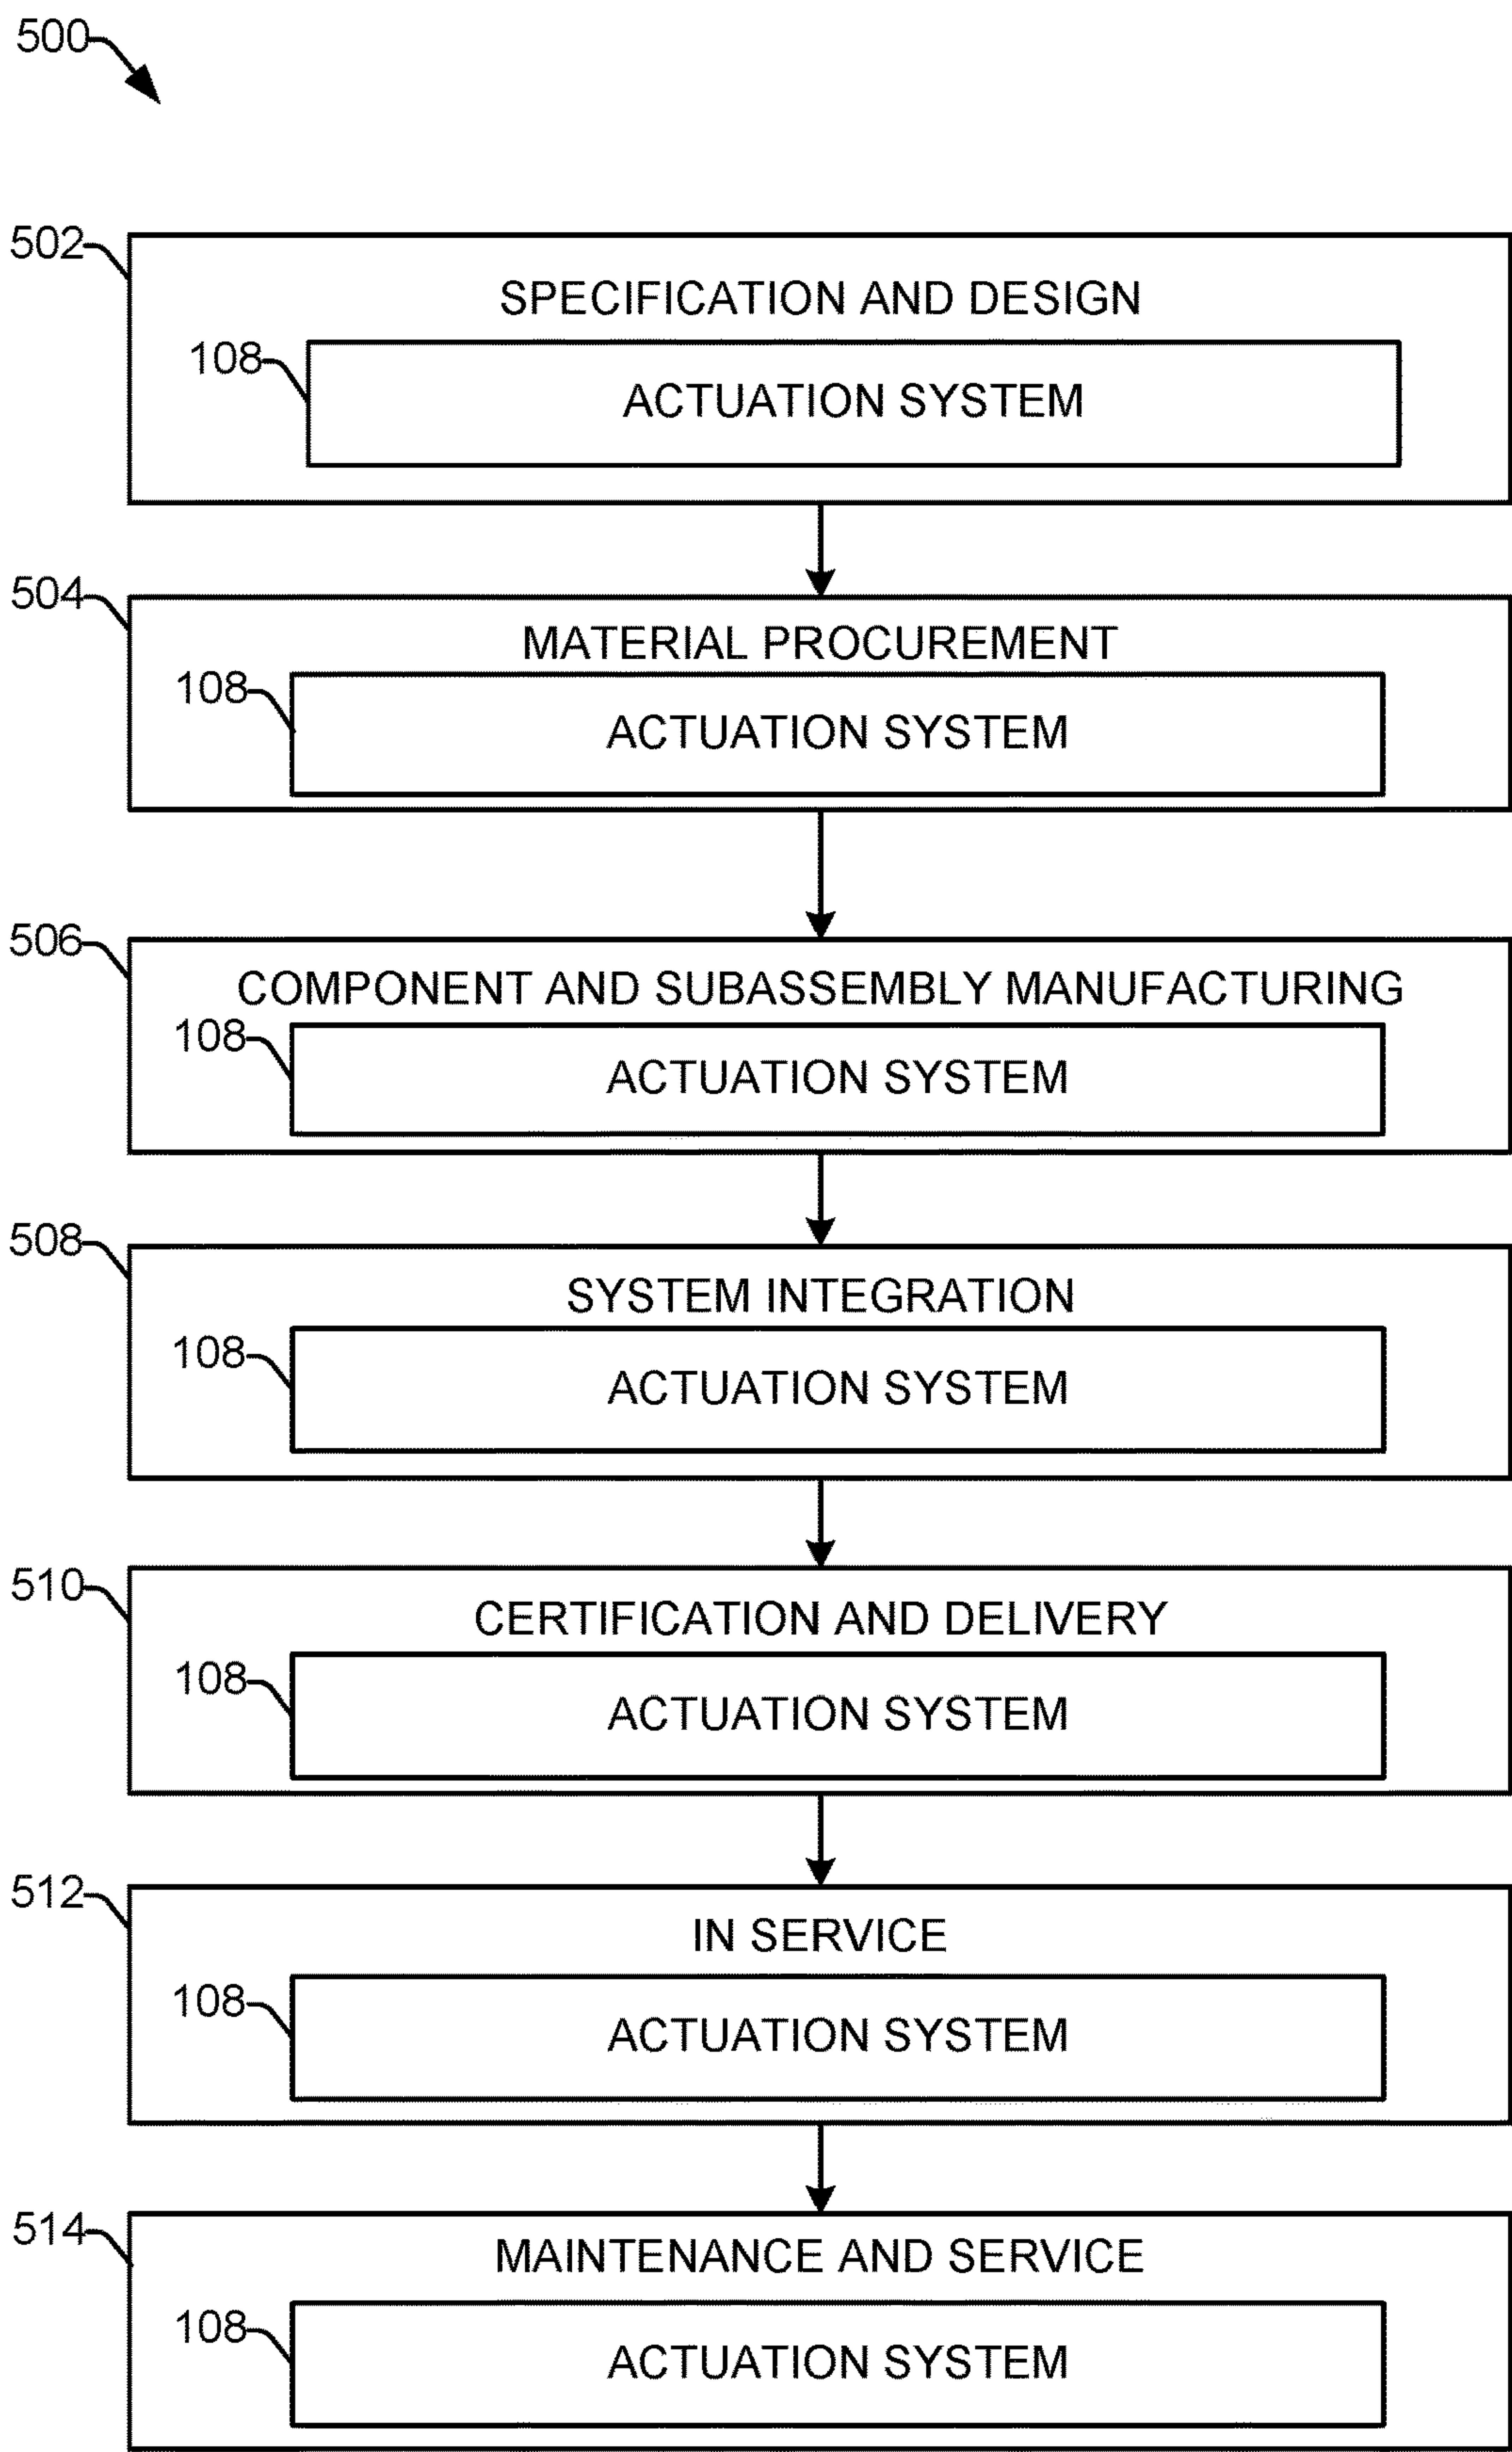 500
502
SPECIFICATION AND DESIGN
108
ACTUATION SYSTEM
504
MATERIAL PROCUREMENT
108
ACTUATION SYSTEM
506
COMPONENT AND SUBASSEMBLY MANUFACTURING
108
ACTUATION SYSTEM
508
SYSTEM INTEGRATION
108
ACTUATION SYSTEM
510
CERTIFICATION AND DELIVERY
108
ACTUATION SYSTEM
512
IN SERVICE
108
ACTUATION SYSTEM
514
MAINTENANCE AND SERVICE
108
ACTUATION SYSTEM